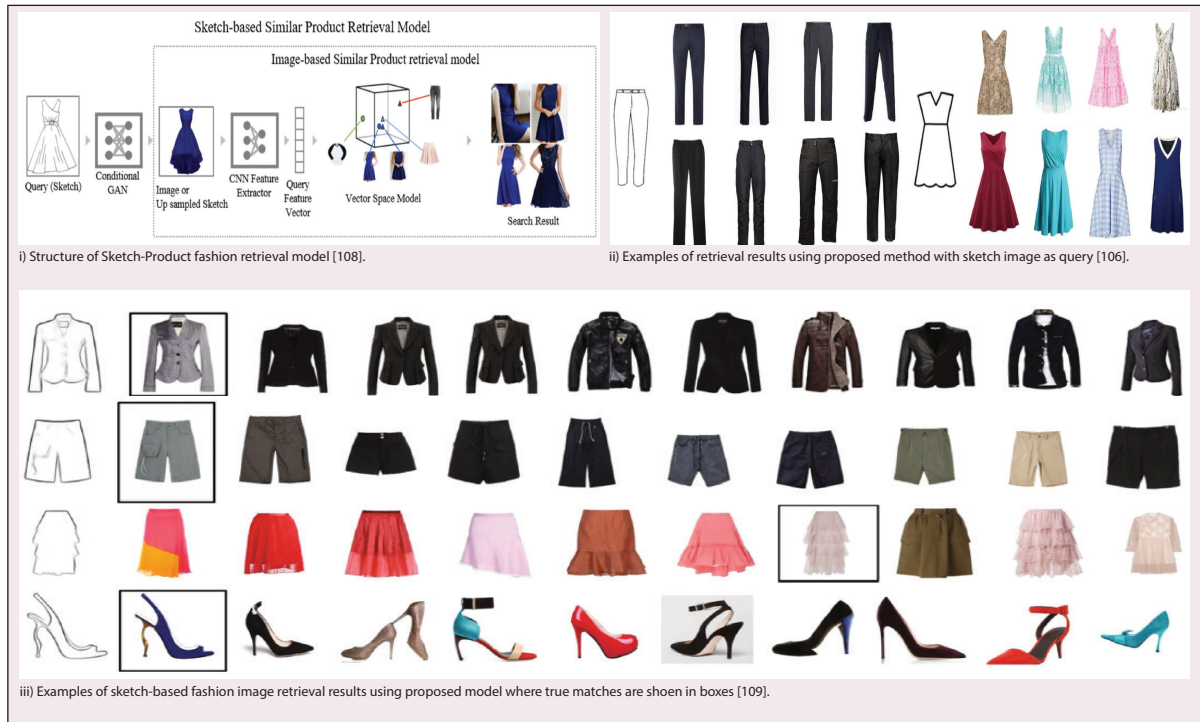 Sketch-based Similar Product Retrieval Model
Image-based Similar Product retrieval model
Query (Sketch)
Conditional
GAN
Image or
Up sampled Sketch
CNN Feature
Extractor
Query
Feature
Vector
Vector Space Model
Search Result
i) Structure of Sketch-Product fashion retrieval model [108].
ii) Examples of retrieval results using proposed method with sketch image as query [106].
iii) Examples of sketch-based fashion image retrieval results using proposed model where true matches are shoen in boxes [109].